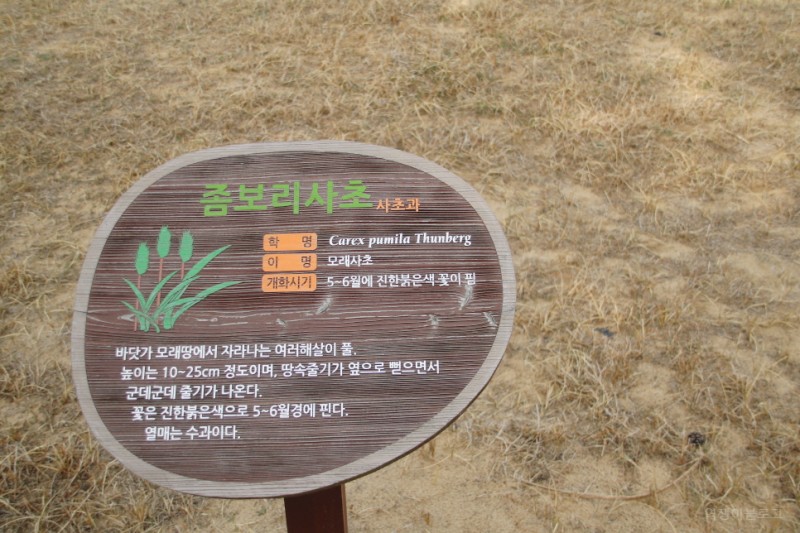 좀보리사초 사초과
학 명 Carex pumila Thunberg
이 명 모래사초
개화시기 5~6월에 진한붉은색 꽃이 핌
바닷가 모래땅에서 자라나는 여러해살이 풀.
높이는 10~25cm 정도이며, 땅속줄기가 옆으로 뻗으면서
군데군데 줄기가 나온다.
꽃은 진한붉은색으로 5~6월경에 핀다.
열매는 수과이다.